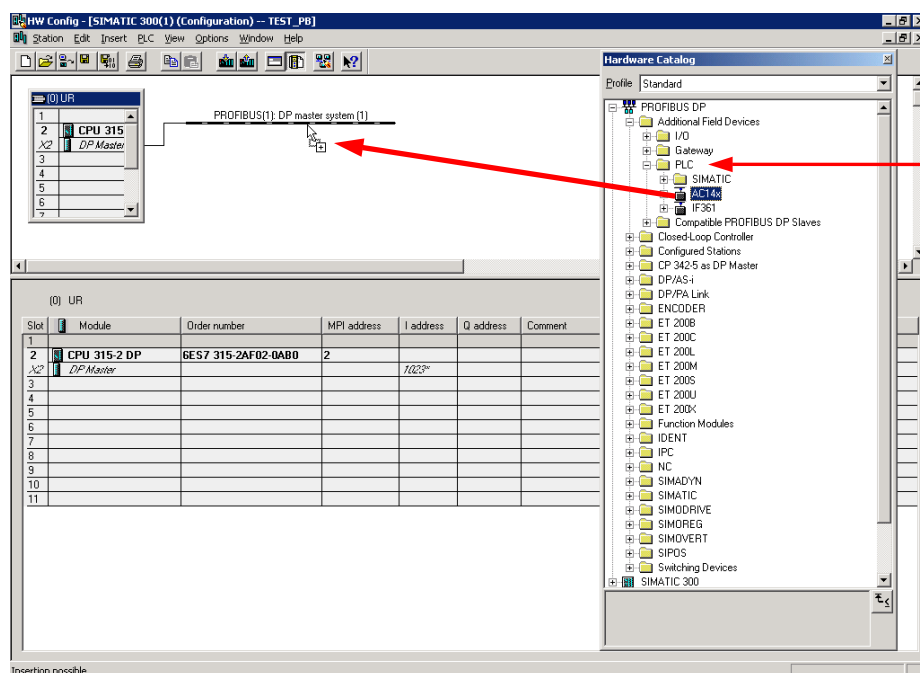 HW Config - [SIMATIC 300(1) (Configuration) -- TEST_PB]
Station Edit Insert PLC View Options Window Help
(0) UR
1
2 CPU 315
X2 DP Master
3
4
5
6
7
PROFIBUS(1): DP master system (1)
Hardware Catalog
Profile Standard
PROFIBUS DP
Additional Field Devices
I/O
Gateway
PLC
SIMATIC
AC14x
IF361
Compatible PROFIBUS DP Slaves
Closed-Loop Controller
Configured Stations
CP 342-5 as DP Master
DP/AS-i
DP/PA Link
ENCODER
ET 200B
ET 200C
ET 200L
ET 200M
ET 200S
ET 200U
ET 200X
Function Modules
IDENT
IPC
NC
SIMADYN
SIMATIC
SIMODRIVE
SIMOREG
SIMOVERT
SIPOS
Switching Devices
SIMATIC 300
(0) UR
Slot Module Order number MPI address I address Q address Comment
1
2 CPU 315-2 DP 6ES7 315-2AF02-0AB0 2
X2 DP Master 1023*
3
4
5
6
7
8
9
10
11
Insertion possible